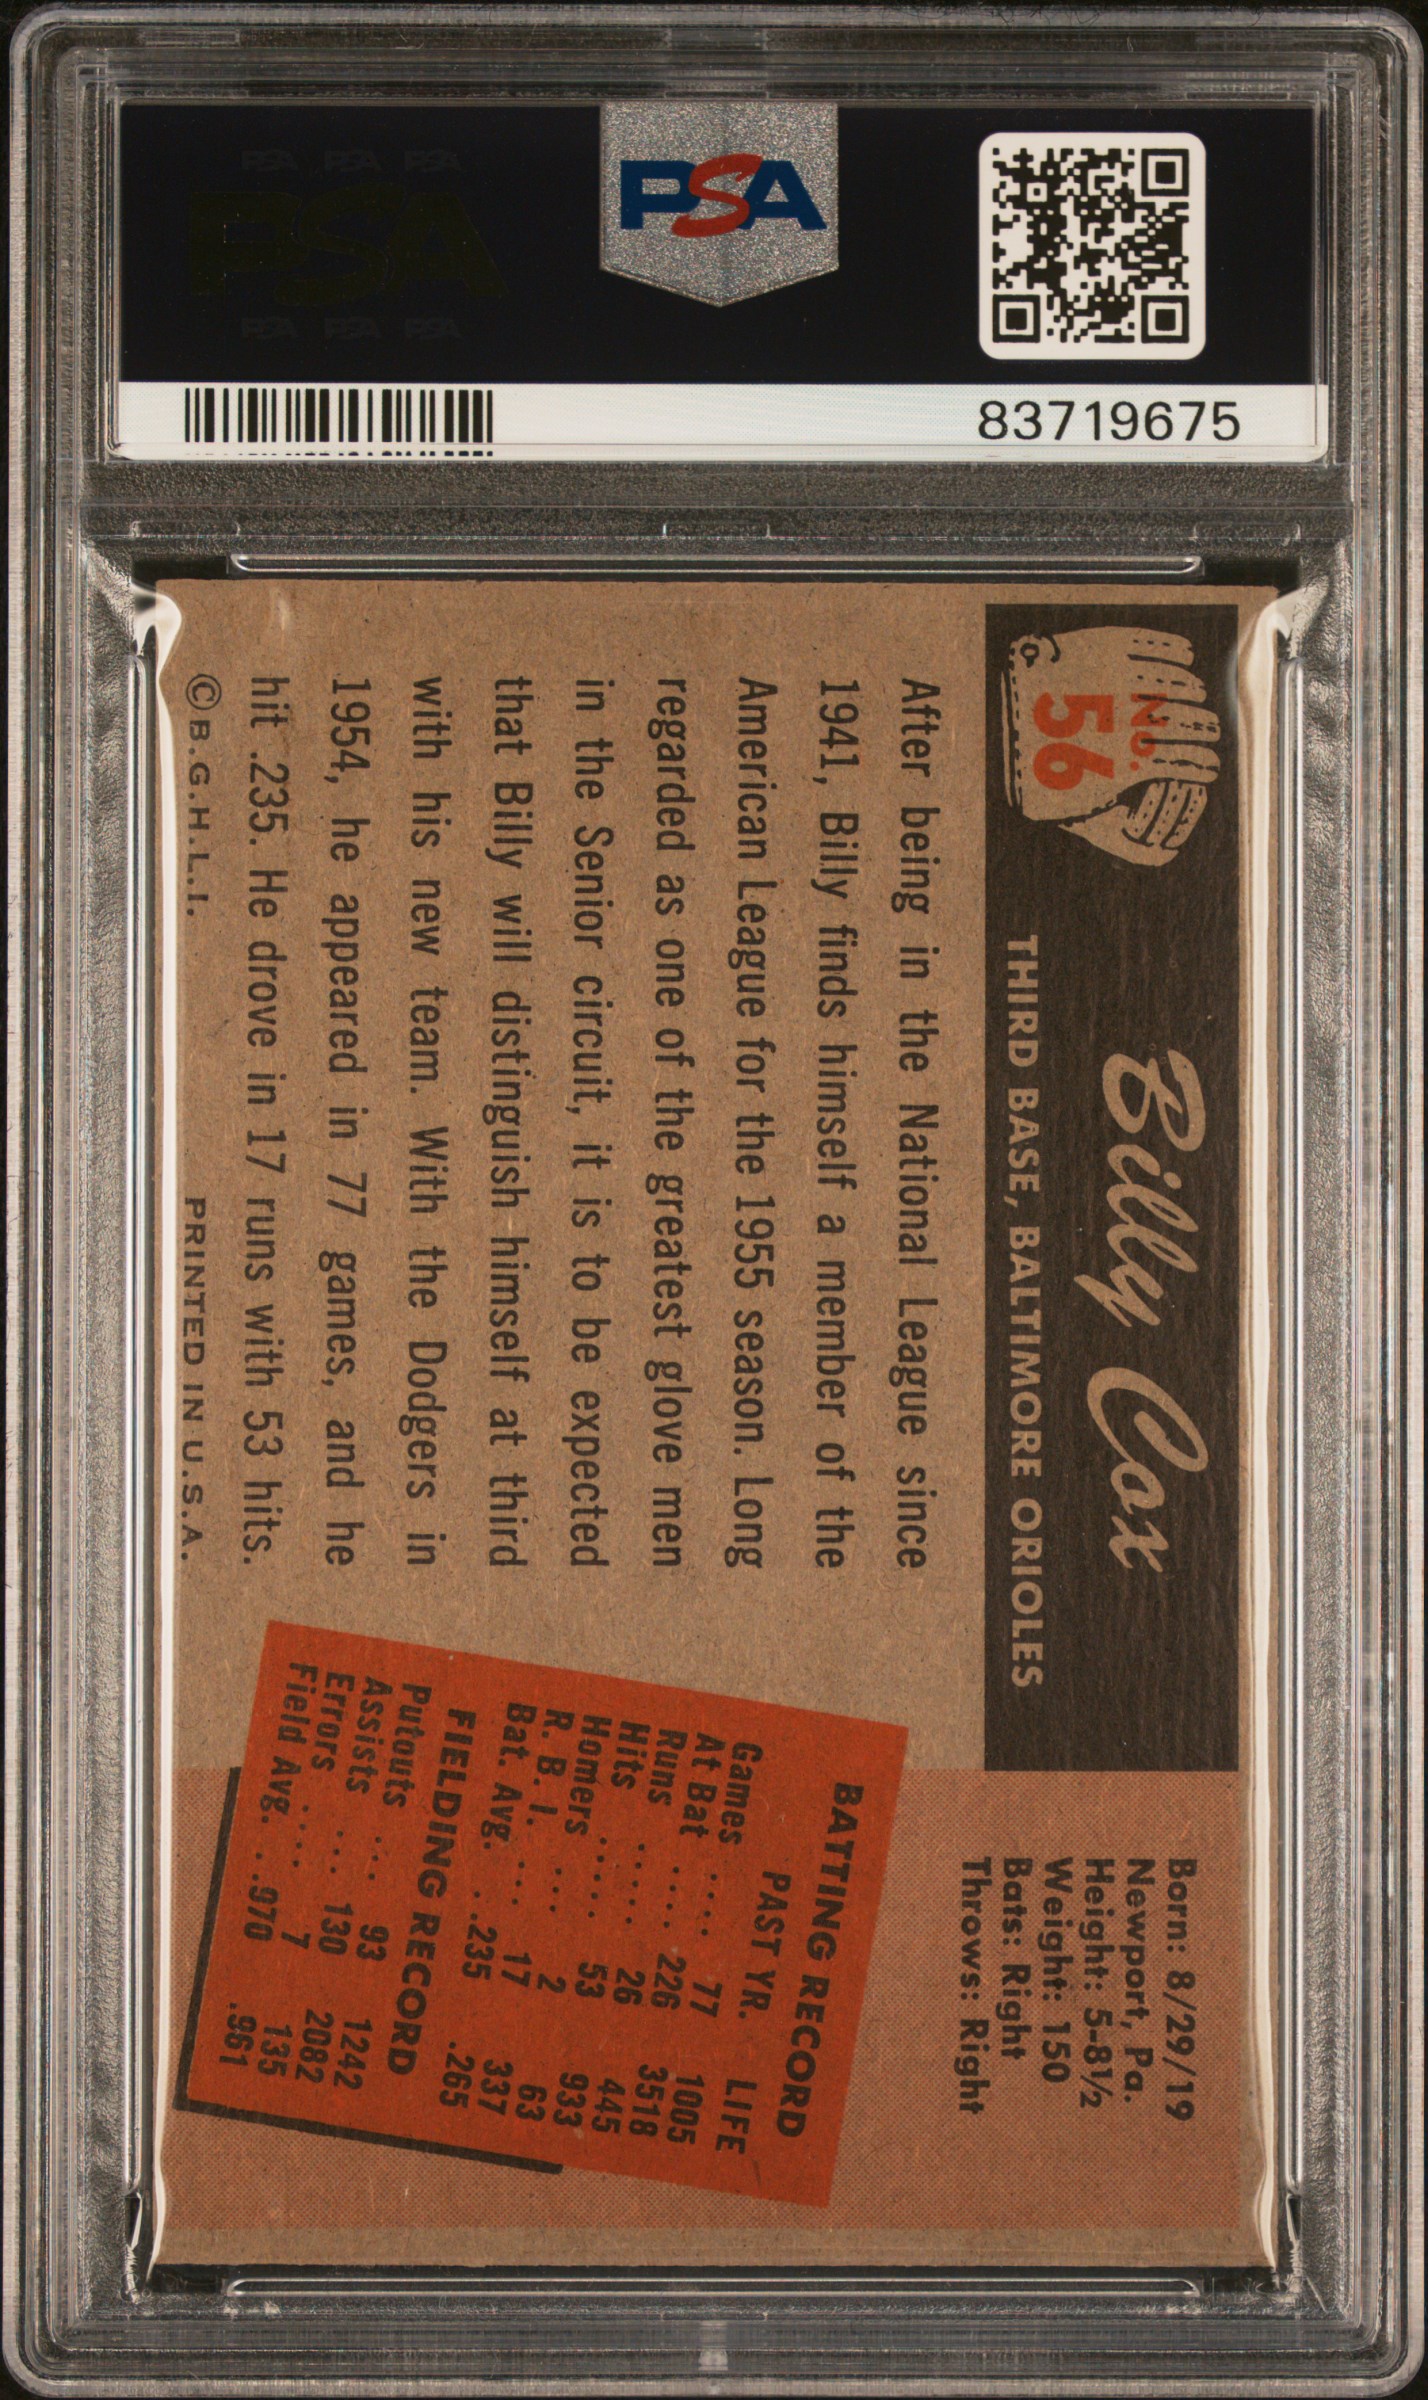 PSA PSA PSA
PSA
PSA PSA PSA
PSA
83719675
No.
56
Billy Cox
THIRD BASE, BALTIMORE ORIOLES
Born: 8/29/19
Newport, Pa.
Height: 5-8½
Weight: 150
Bats: Right
Throws: Right
After being in the National League since
1941, Billy finds himself a member of the
American League for the 1955 season. Long
regarded as one of the greatest glove men
in the Senior circuit, it is to be expected
that Billy will distinguish himself at third
with his new team. With the Dodgers in
1954, he appeared in 77 games, and he
hit .235. He drove in 17 runs with 53 hits.
© B.G.H.L.I. PRINTED IN U.S.A.
BATTING RECORD
PAST YR. LIFE
Games .... 77 1005
At Bat .... 226 3518
Runs .... 26 445
Hits ..... 53 933
Homers ... 2 63
R. B. I. ... 17 337
Bat. Avg. . .235 .265
FIELDING RECORD
Putouts ... 93 1242
Assists ... 130 2082
Errors .... 7 135
Field Avg. . .970 .961